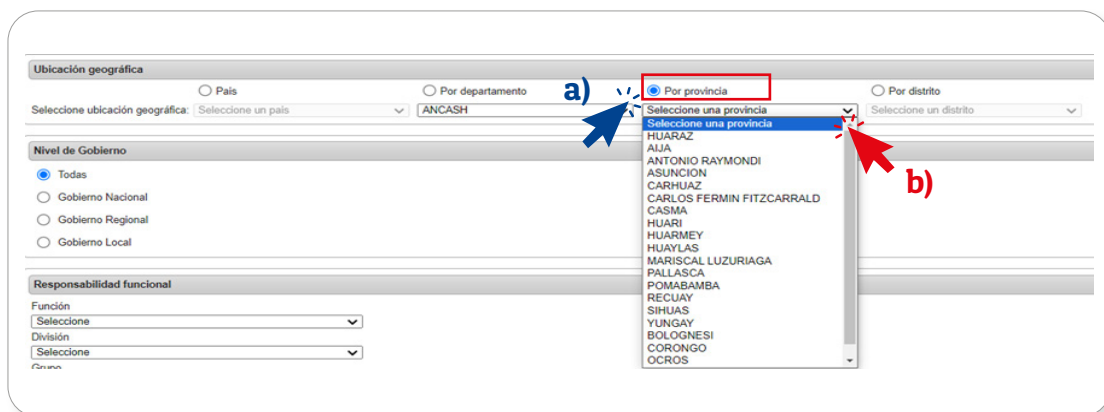 Ubicación geográfica
Pais Por departamento a) Por provincia Por distrito
Seleccione ubicación geográfica: Seleccione un pais ANCASH Seleccione una provincia Seleccione un distrito
Seleccione una provincia
HUARAZ
AIJA
ANTONIO RAYMONDI
ASUNCION
CARHUAZ
b)
CARLOS FERMIN FITZCARRALD
CASMA
HUARI
HUARMEY
HUAYLAS
MARISCAL LUZURIAGA
PALLASCA
POMABAMBA
RECUAY
SIHUAS
YUNGAY
BOLOGNESI
CORONGO
OCROS
Nivel de Gobierno
Todas
Gobierno Nacional
Gobierno Regional
Gobierno Local
Responsabilidad funcional
Función
Seleccione
División
Seleccione
Grupo